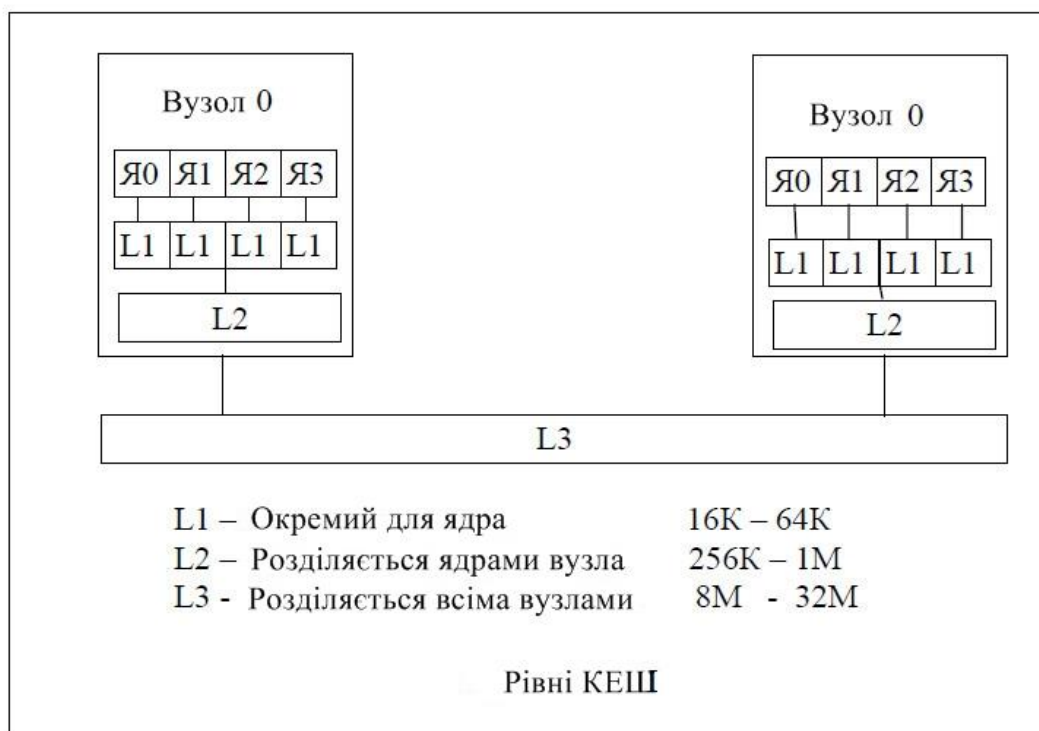 Вузол 0
Я0 Я1 Я2 Я3
L1 L1 L1 L1
L2
Вузол 0
Я0 Я1 Я2 Я3
L1 L1 L1 L1
L2
L3
L1 – Окремий для ядра 16К – 64К
L2 – Розділяється ядрами вузла 256К – 1М
L3 - Розділяється всіма вузлами 8М - 32М
Рівні КЕШІ